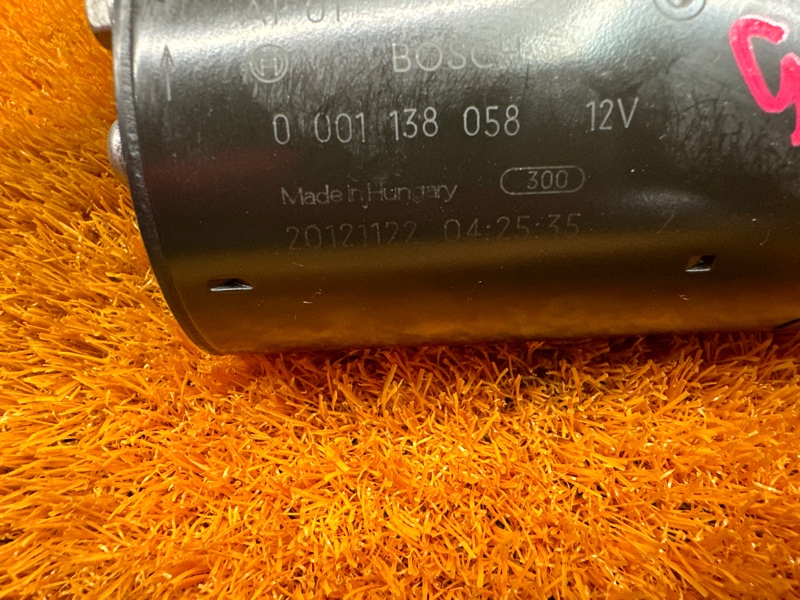 BOSCH
0 001 138 058 12V
Made in Hungary 300
20121122 04:25:35